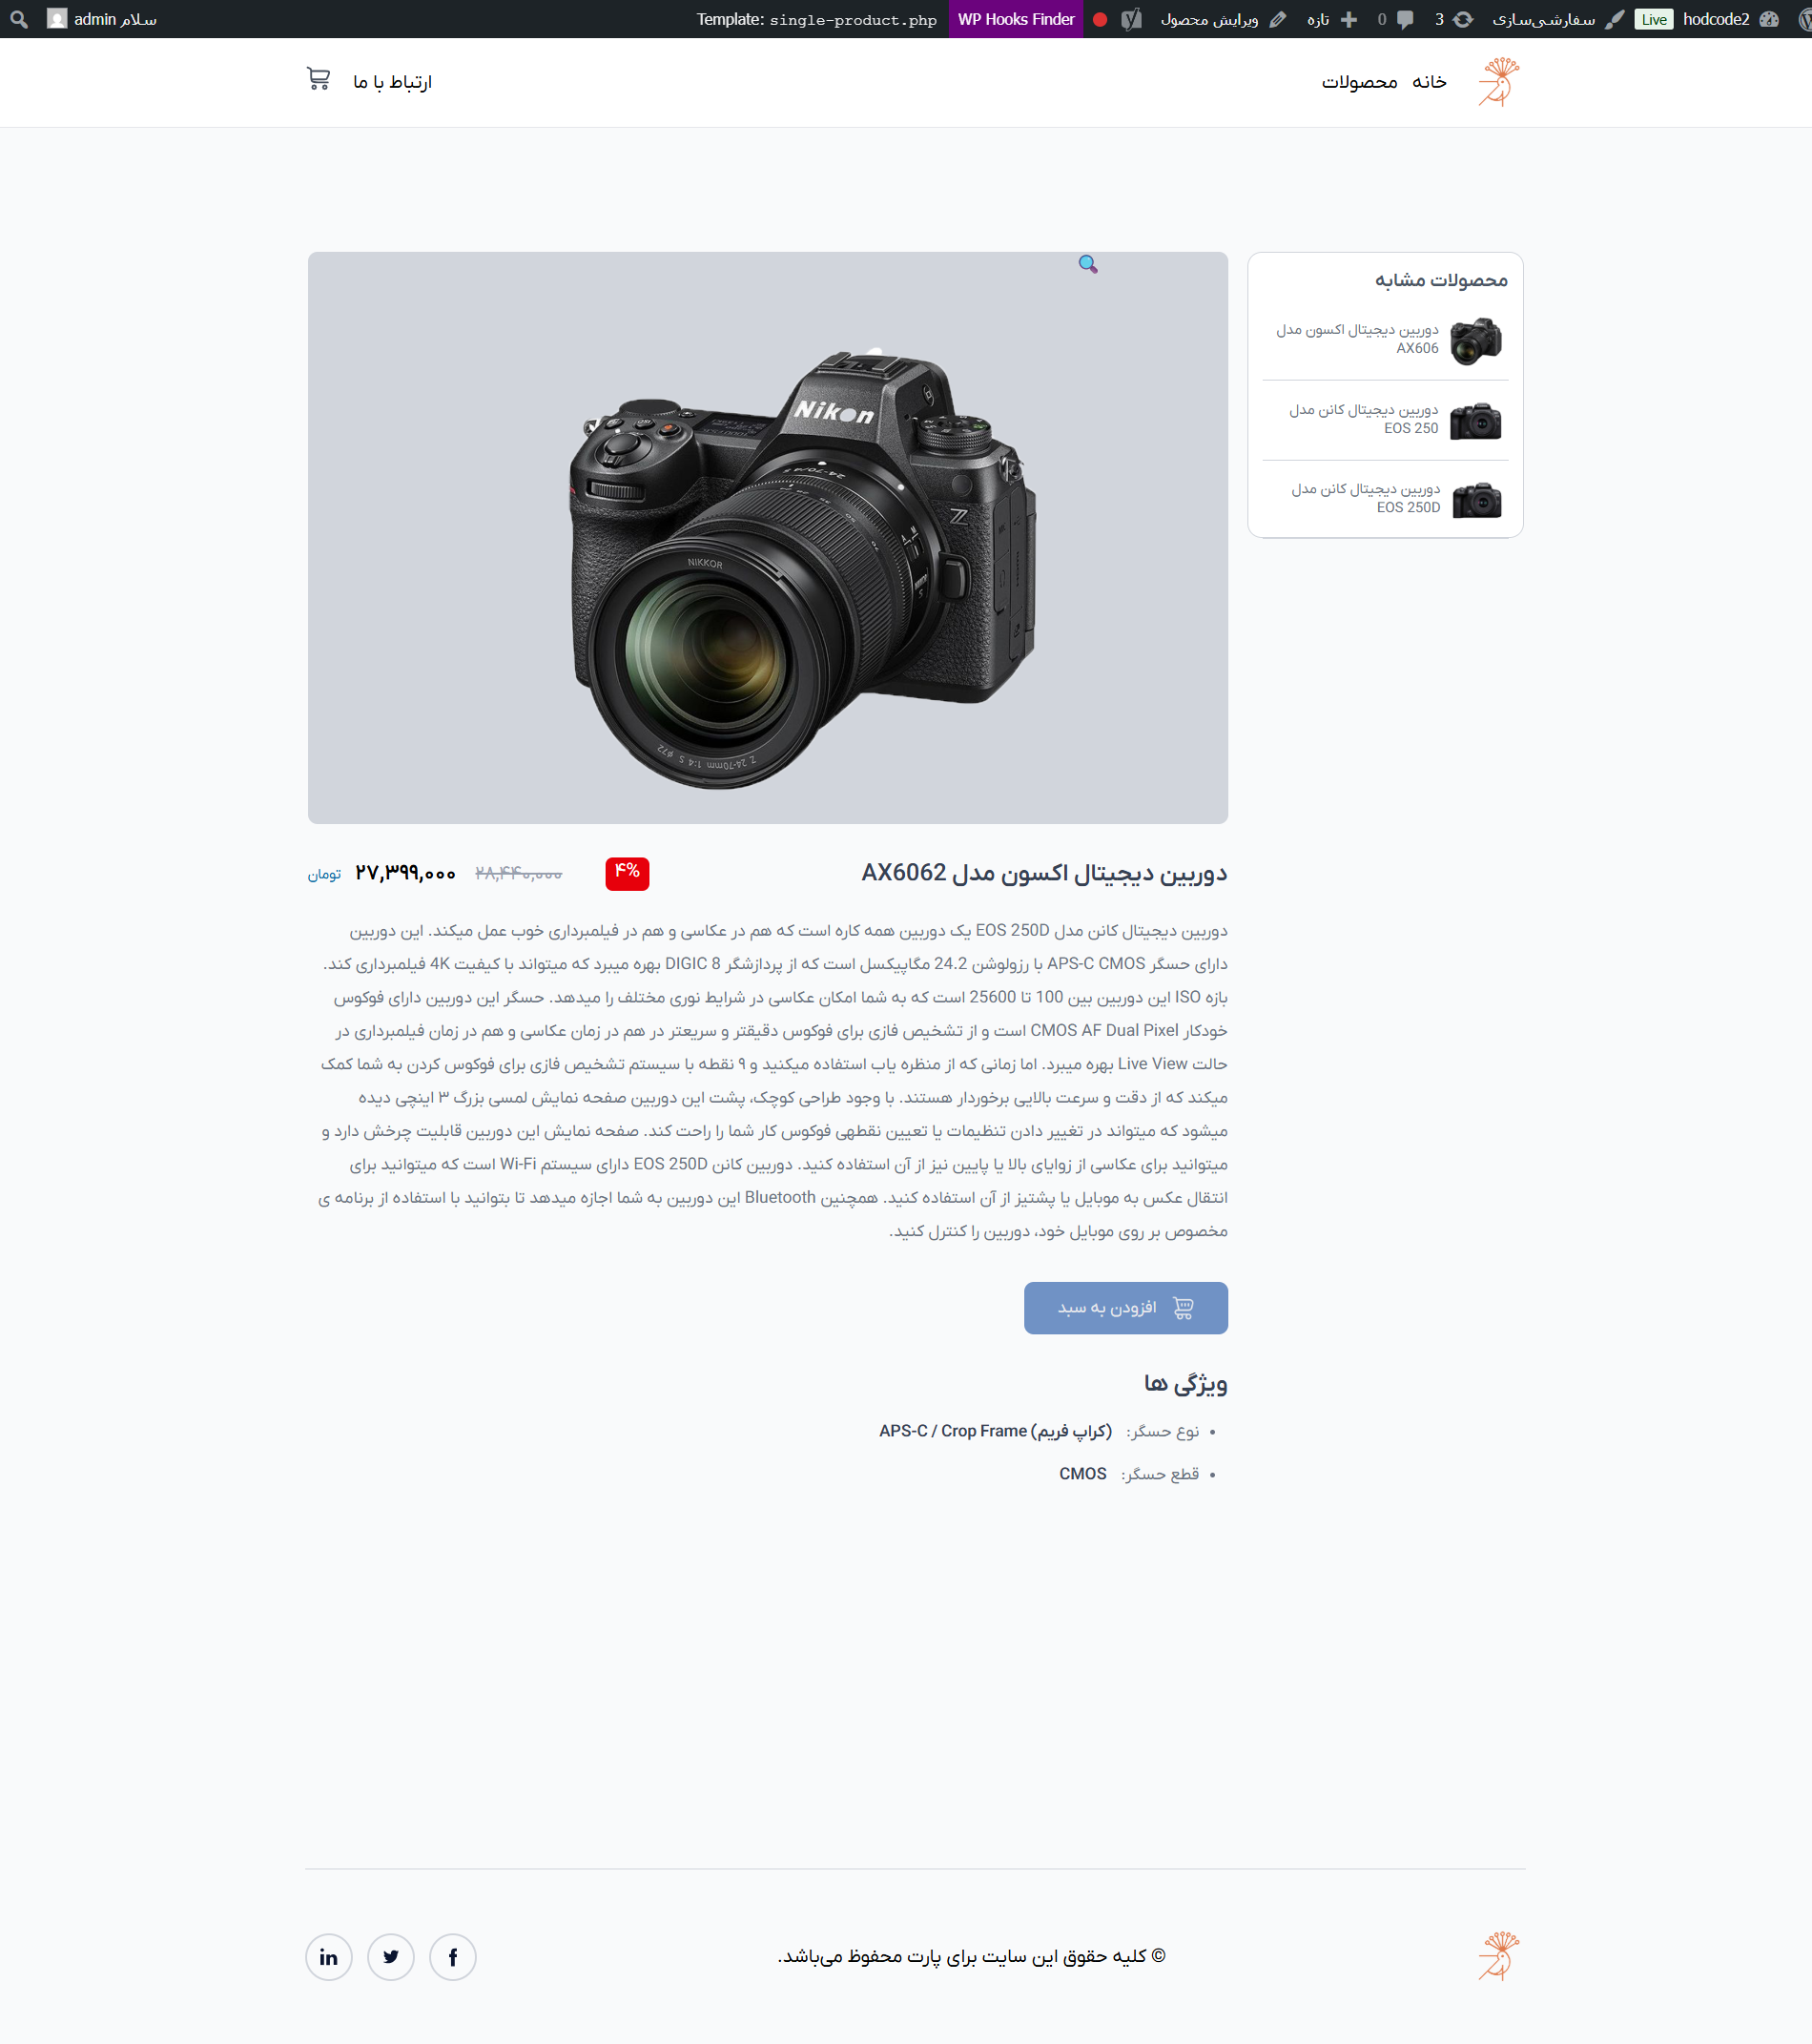 hodcode2
Live
سفارشی‌سازی
3
0
تازه
ویرایش محصول
WP Hooks Finder
Template: single-product.php
سلام admin
خانه
محصولات
ارتباط با ما
محصولات مشابه
دوربین دیجیتال اکسون مدل
AX606
دوربین دیجیتال کانن مدل
EOS 250
دوربین دیجیتال کانن مدل
EOS 250D
Nikon
Z
24-70/4 S
NIKKOR
Z 24-70mm 1:4 S φ72
دوربین دیجیتال اکسون مدل AX6062
۴%
۲۸,۴۴۰,۰۰۰
۲۷,۳۹۹,۰۰۰
تومان
دوربین دیجیتال کانن مدل EOS 250D یک دوربین همه کاره است که هم در عکاسی و هم در فیلمبرداری خوب عمل میکند. این دوربین
دارای حسگر APS-C CMOS با رزولوشن 24.2 مگاپیکسل است که از پردازشگر DIGIC 8 بهره میبرد که میتواند با کیفیت 4K فیلمبرداری کند.
بازه ISO این دوربین بین 100 تا 25600 است که به شما امکان عکاسی در شرایط نوری مختلف را میدهد. حسگر این دوربین دارای فوکوس
خودکار CMOS AF Dual Pixel است و از تشخیص فازی برای فوکوس دقیقتر و سریعتر در هم در زمان عکاسی و هم در زمان فیلمبرداری در
حالت Live View بهره میبرد. اما زمانی که از منظره یاب استفاده میکنید و ۹ نقطه با سیستم تشخیص فازی برای فوکوس کردن به شما کمک
میکند که از دقت و سرعت بالایی برخوردار هستند. با وجود طراحی کوچک، پشت این دوربین صفحه نمایش لمسی بزرگ ۳ اینچی دیده
میشود که میتواند در تغییر دادن تنظیمات یا تعیین نقطهی فوکوس کار شما را راحت کند. صفحه نمایش این دوربین قابلیت چرخش دارد و
میتوانید برای عکاسی از زوایای بالا یا پایین نیز از آن استفاده کنید. دوربین کانن EOS 250D دارای سیستم Wi-Fi است که میتوانید برای
انتقال عکس به موبایل یا پشتیز از آن استفاده کنید. همچنین Bluetooth این دوربین به شما اجازه میدهد تا بتوانید با استفاده از برنامه ی
مخصوص بر روی موبایل خود، دوربین را کنترل کنید.
افزودن به سبد
ویژگی ها
• نوع حسگر: (کراپ فریم) APS-C / Crop Frame
• قطع حسگر: CMOS
© کلیه حقوق این سایت برای پارت محفوظ می‌باشد.